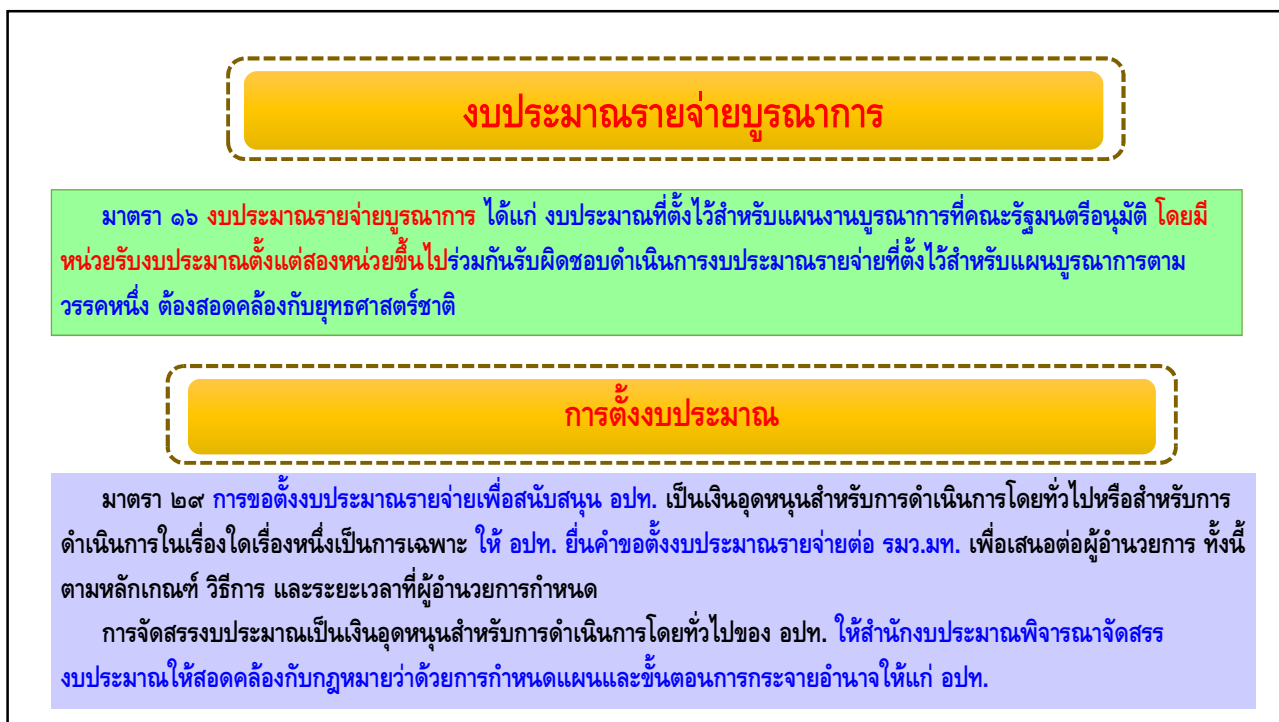 งบประมาณรายจ่ายบูรณาการ
มาตรา ๑๖ งบประมาณรายจ่ายบูรณาการ ได้แก่ งบประมาณที่ตั้งไว้สำหรับแผนงานบูรณาการที่คณะรัฐมนตรีอนุมัติ โดยมี
หน่วยรับงบประมาณตั้งแต่สองหน่วยขึ้นไปร่วมกันรับผิดชอบดำเนินการงบประมาณรายจ่ายที่ตั้งไว้สำหรับแผนบูรณาการตาม
วรรคหนึ่ง ต้องสอดคล้องกับยุทธศาสตร์ชาติ
การตั้งงบประมาณ
มาตรา ๒๙ การขอตั้งงบประมาณรายจ่ายเพื่อสนับสนุน อปท. เป็นเงินอุดหนุนสำหรับการดำเนินการโดยทั่วไปหรือสำหรับการ
ดำเนินการในเรื่องใดเรื่องหนึ่งเป็นการเฉพาะ ให้ อปท. ยื่นคำขอตั้งงบประมาณรายจ่ายต่อ รมว.มท. เพื่อเสนอต่อผู้อำนวยการ ทั้งนี้
ตามหลักเกณฑ์ วิธีการ และระยะเวลาที่ผู้อำนวยการกำหนด
การจัดสรรงบประมาณเป็นเงินอุดหนุนสำหรับการดำเนินการโดยทั่วไปของ อปท. ให้สำนักงบประมาณพิจารณาจัดสรร
งบประมาณให้สอดคล้องกับกฎหมายว่าด้วยการกำหนดแผนและขั้นตอนการกระจายอำนาจให้แก่ อปท.